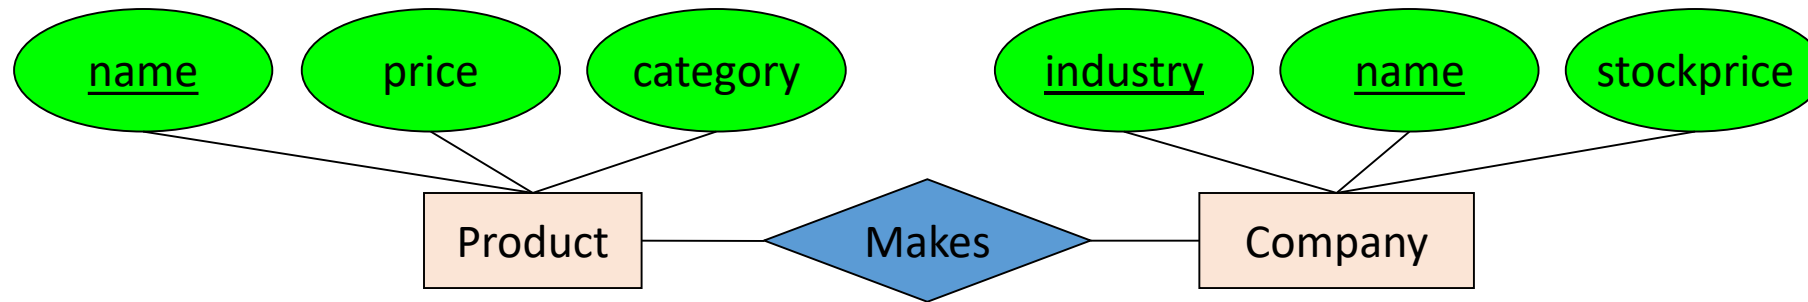 name price category industry name stockprice
Product Makes Company